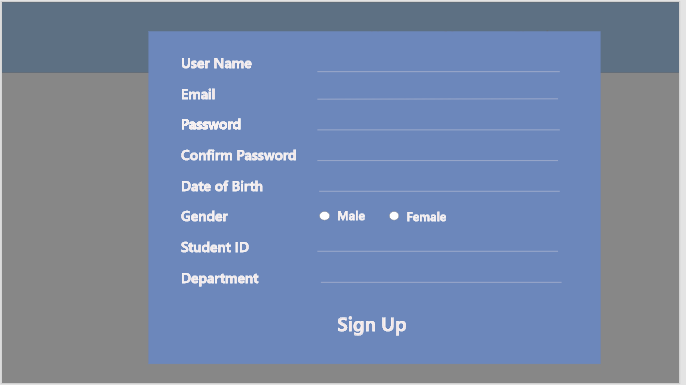 User Name
Email
Password
Confirm Password
Date of Birth
Gender Male Female
Student ID
Department
Sign Up